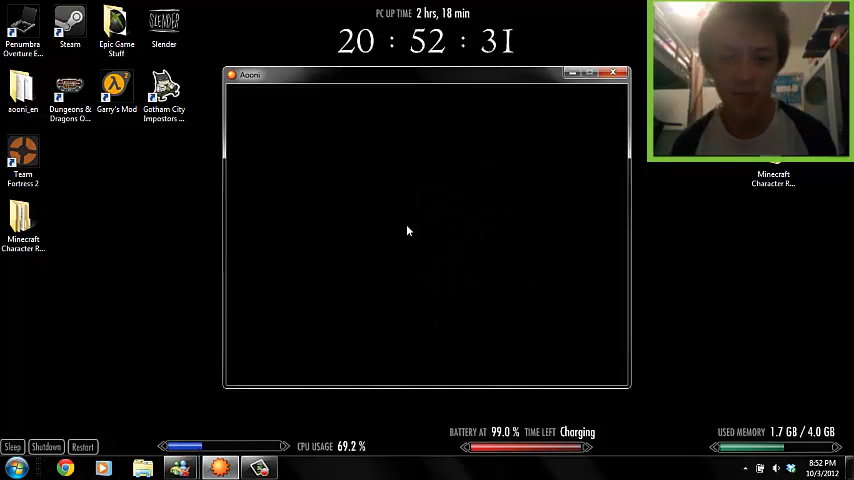 PC UP TIME 2 hrs, 18 min
20 : 52 : 31
Penumbra
Overture E...
Steam
Epic Game
Stuff
SLENDER
Slender
Aooni
aooni_en
Dungeons &
Dragons O...
Garry's Mod
Gotham City
Impostors ...
Team
Fortress 2
Minecraft
Character R...
Minecraft
Character R...
Sleep
Shutdown
Restart
CPU USAGE 69.2 %
BATTERY AT 99.0 % TIME LEFT Charging
USED MEMORY 1.7 GB / 4.0 GB
8:52 PM
10/3/2012